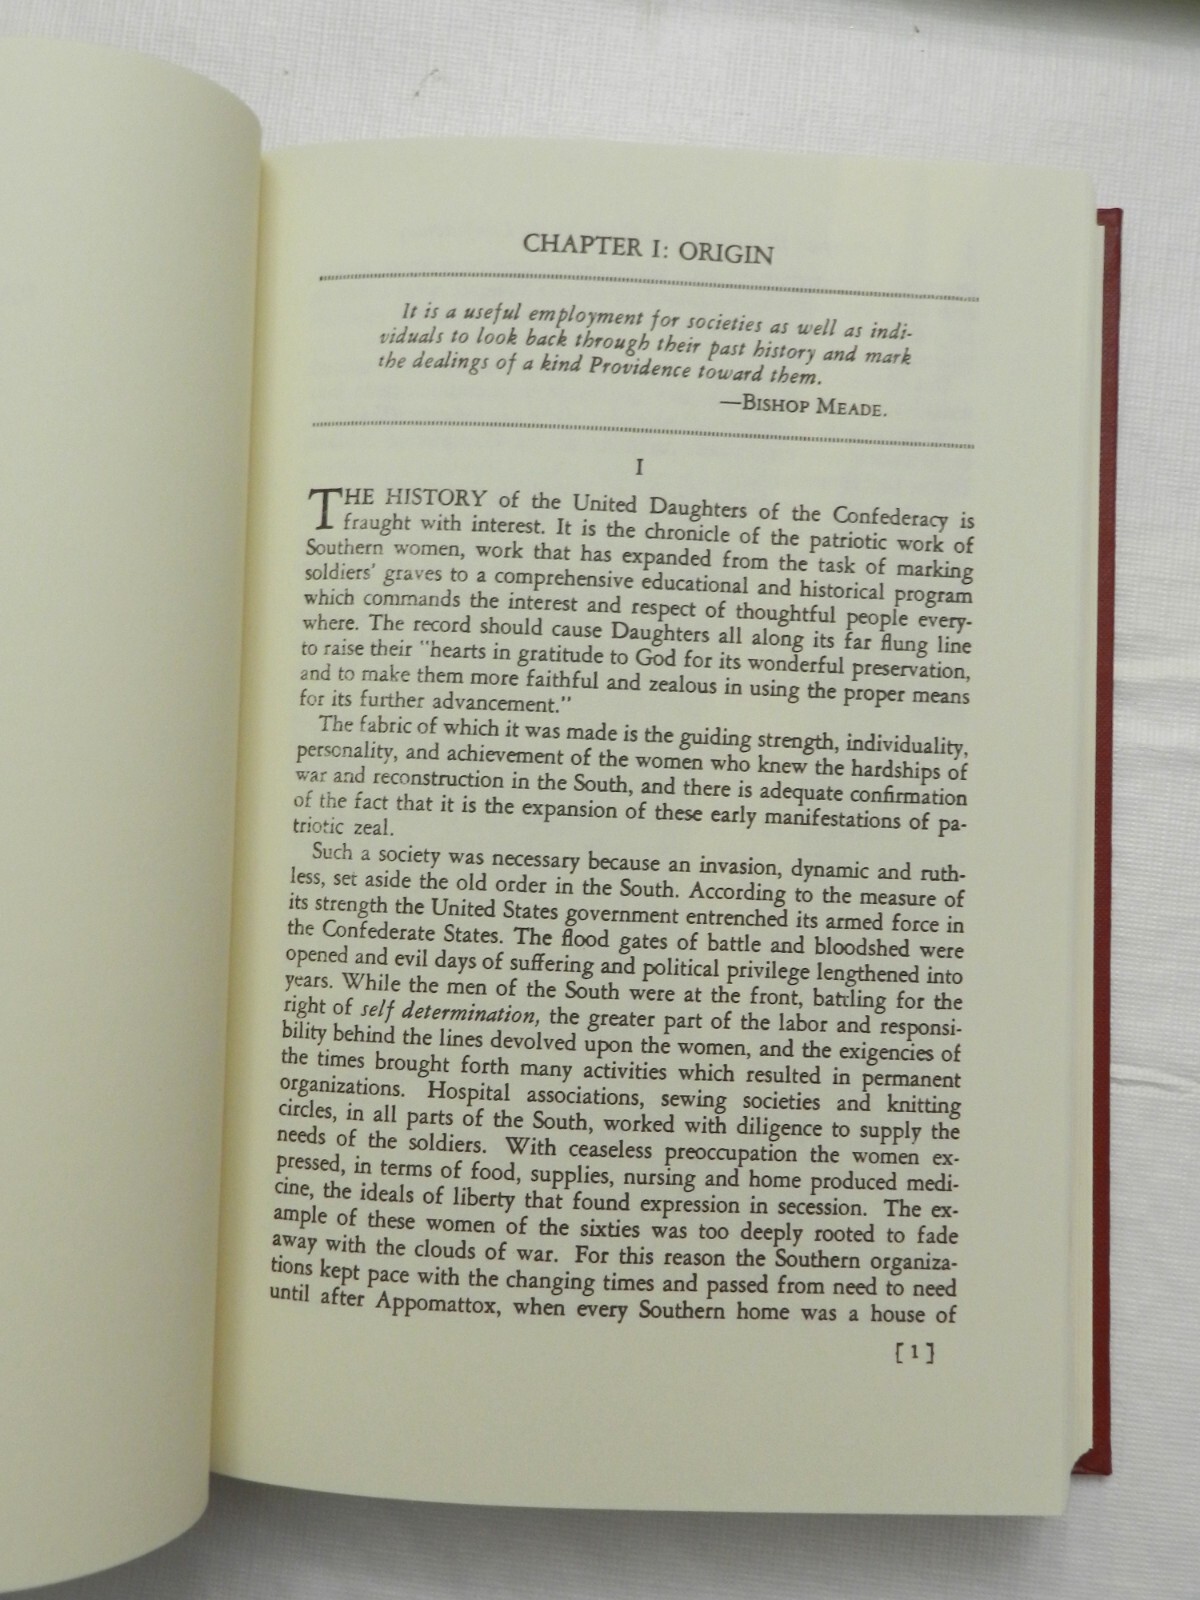 CHAPTER I: ORIGIN
It is a useful employment for societies as well as indi-
viduals to look back through their past history and mark
the dealings of a kind Providence toward them.
—BISHOP MEADE.
I
THE HISTORY of the United Daughters of the Confederacy is
fraught with interest. It is the chronicle of the patriotic work of
Southern women, work that has expanded from the task of marking
soldiers' graves to a comprehensive educational and historical program
which commands the interest and respect of thoughtful people every-
where. The record should cause Daughters all along its far flung line
to raise their "hearts in gratitude to God for its wonderful preservation,
and to make them more faithful and zealous in using the proper means
for its further advancement."
The fabric of which it was made is the guiding strength, individuality,
personality, and achievement of the women who knew the hardships of
war and reconstruction in the South, and there is adequate confirmation
of the fact that it is the expansion of these early manifestations of pa-
triotic zeal.
Such a society was necessary because an invasion, dynamic and ruth-
less, set aside the old order in the South. According to the measure of
its strength the United States government entrenched its armed force in
the Confederate States. The flood gates of battle and bloodshed were
opened and evil days of suffering and political privilege lengthened into
years. While the men of the South were at the front, battling for the
right of self determination, the greater part of the labor and responsi-
bility behind the lines devolved upon the women, and the exigencies of
the times brought forth many activities which resulted in permanent
organizations. Hospital associations, sewing societies and knitting
circles, in all parts of the South, worked with diligence to supply the
needs of the soldiers. With ceaseless preoccupation the women ex-
pressed, in terms of food, supplies, nursing and home produced medi-
cine, the ideals of liberty that found expression in secession. The ex-
ample of these women of the sixties was too deeply rooted to fade
away with the clouds of war. For this reason the Southern organiza-
tions kept pace with the changing times and passed from need to need
until after Appomattox, when every Southern home was a house of
[ 1 ]